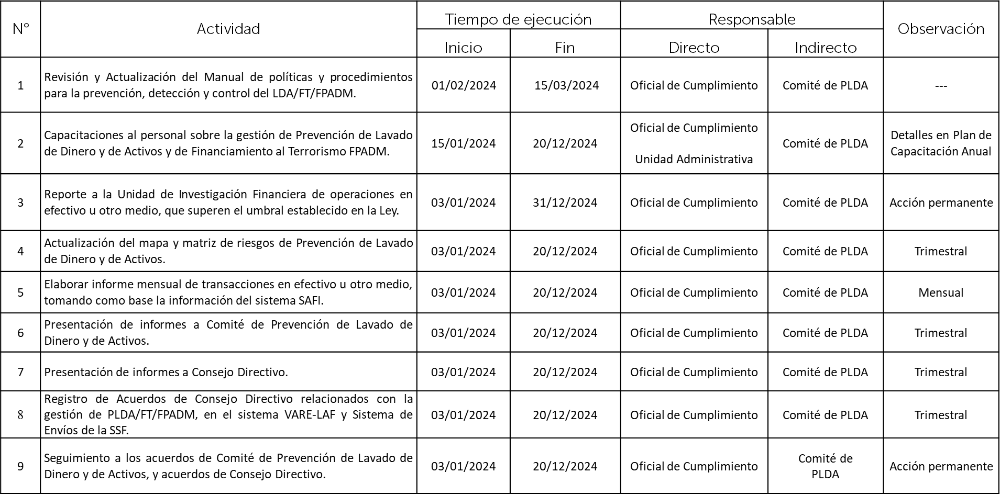 N° Actividad Tiempo de ejecución Responsable Observación
Inicio Fin Directo Indirecto
1 Revisión y Actualización del Manual de políticas y procedimientos
para la prevención, detección y control del LDA/FT/FPADM. 01/02/2024 15/03/2024 Oficial de Cumplimiento Comité de PLDA ---
2 Capacitaciones al personal sobre la gestión de Prevención de Lavado
de Dinero y de Activos y de Financiamiento al Terrorismo FPADM. 15/01/2024 20/12/2024 Oficial de Cumplimiento
Unidad Administrativa Comité de PLDA Detalles en Plan de
Capacitación Anual
3 Reporte a la Unidad de Investigación Financiera de operaciones en
efectivo u otro medio, que superen el umbral establecido en la Ley. 03/01/2024 31/12/2024 Oficial de Cumplimiento Comité de PLDA Acción permanente
4 Actualización del mapa y matriz de riesgos de Prevención de Lavado
de Dinero y de Activos. 03/01/2024 20/12/2024 Oficial de Cumplimiento Comité de PLDA Trimestral
5 Elaborar informe mensual de transacciones en efectivo u otro medio,
tomando como base la información del sistema SAFI. 03/01/2024 20/12/2024 Oficial de Cumplimiento Comité de PLDA Mensual
6 Presentación de informes a Comité de Prevención de Lavado de
Dinero y de Activos. 03/01/2024 20/12/2024 Oficial de Cumplimiento Comité de PLDA Trimestral
7 Presentación de informes a Consejo Directivo. 03/01/2024 20/12/2024 Oficial de Cumplimiento Comité de PLDA Trimestral
8 Registro de Acuerdos de Consejo Directivo relacionados con la
gestión de PLDA/FT/FPADM, en el sistema VARE-LAF y Sistema de
Envíos de la SSF. 03/01/2024 20/12/2024 Oficial de Cumplimiento Comité de PLDA Trimestral
9 Seguimiento a los acuerdos de Comité de Prevención de Lavado de
Dinero y de Activos, y acuerdos de Consejo Directivo. 03/01/2024 20/12/2024 Oficial de Cumplimiento Comité de
PLDA Acción permanente